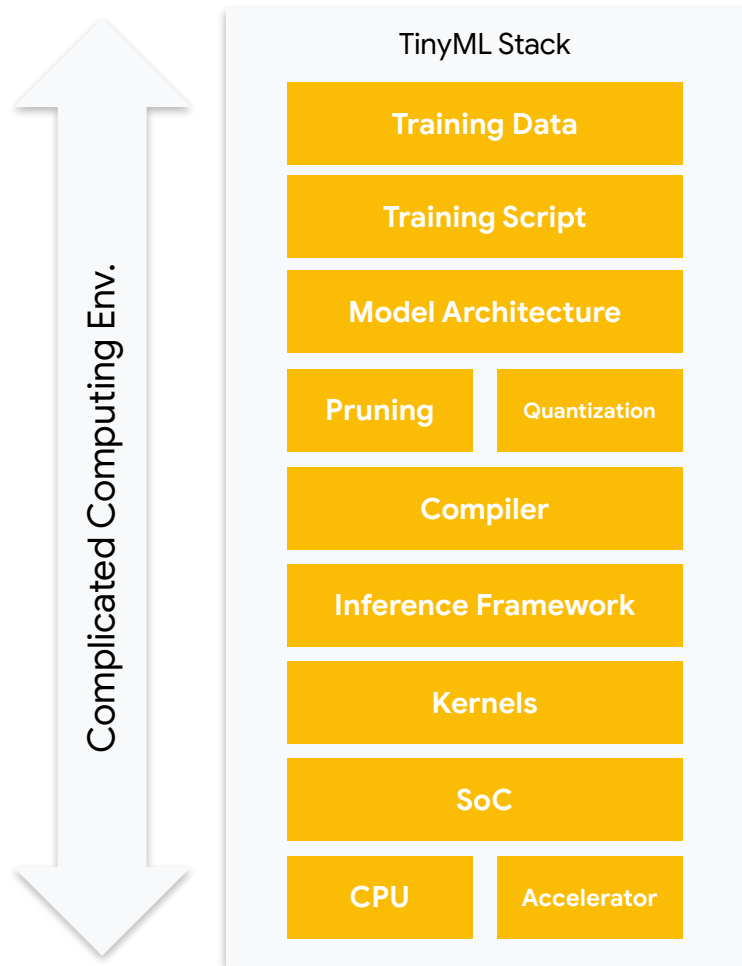 TinyML Stack
Training Data
Training Script
Model Architecture
Pruning
Quantization
Compiler
Inference Framework
Kernels
SoC
CPU
Accelerator
Complicated Computing Env.